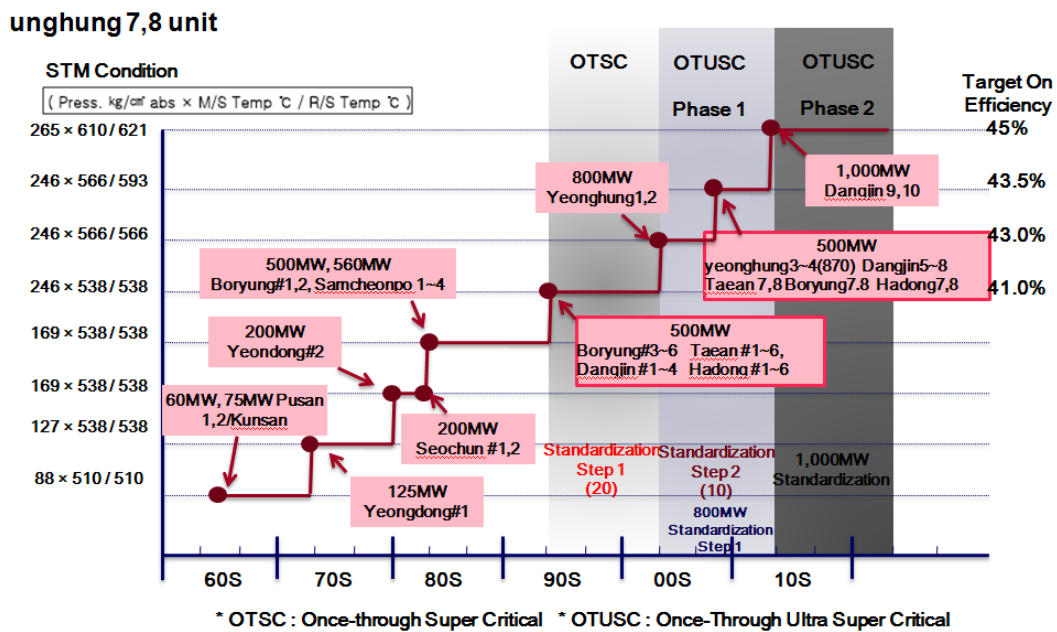 unghung 7,8 unit
STM Condition
( Press. kg/㎠ abs × M/S Temp ℃ / R/S Temp ℃ )
OTSC
OTUSC
Phase 1
OTUSC
Phase 2
Target On
Efficiency
265 × 610 / 621
45%
246 × 566 / 593
43.5%
246 × 566 / 566
43.0%
246 × 538 / 538
41.0%
169 × 538 / 538
169 × 538 / 538
127 × 538 / 538
88 × 510 / 510
1,000MW
Dangjin 9, 10
800MW
Yeonghung1,2
500MW
yeonghung3~4(870) Dangjin5~8
Taean 7,8 Boryung7.8 Hadong7,8
500MW, 560MW
Boryung#1,2, Samcheonpo 1~4
500MW
Boryung#3~6 Taean #1~6,
Dangjin #1~4 Hadong #1~6
200MW
Yeondong#2
60MW, 75MW Pusan
1,2/Kunsan
200MW
Seochun #1,2
125MW
Yeongdong#1
Standardization
Step 1
(20)
Standardization
Step 2
(10)
800MW
Standardization
Step 1
1,000MW
Standardization
60S
70S
80S
90S
00S
10S
* OTSC : Once-through Super Critical * OTUSC : Once-Through Ultra Super Critical